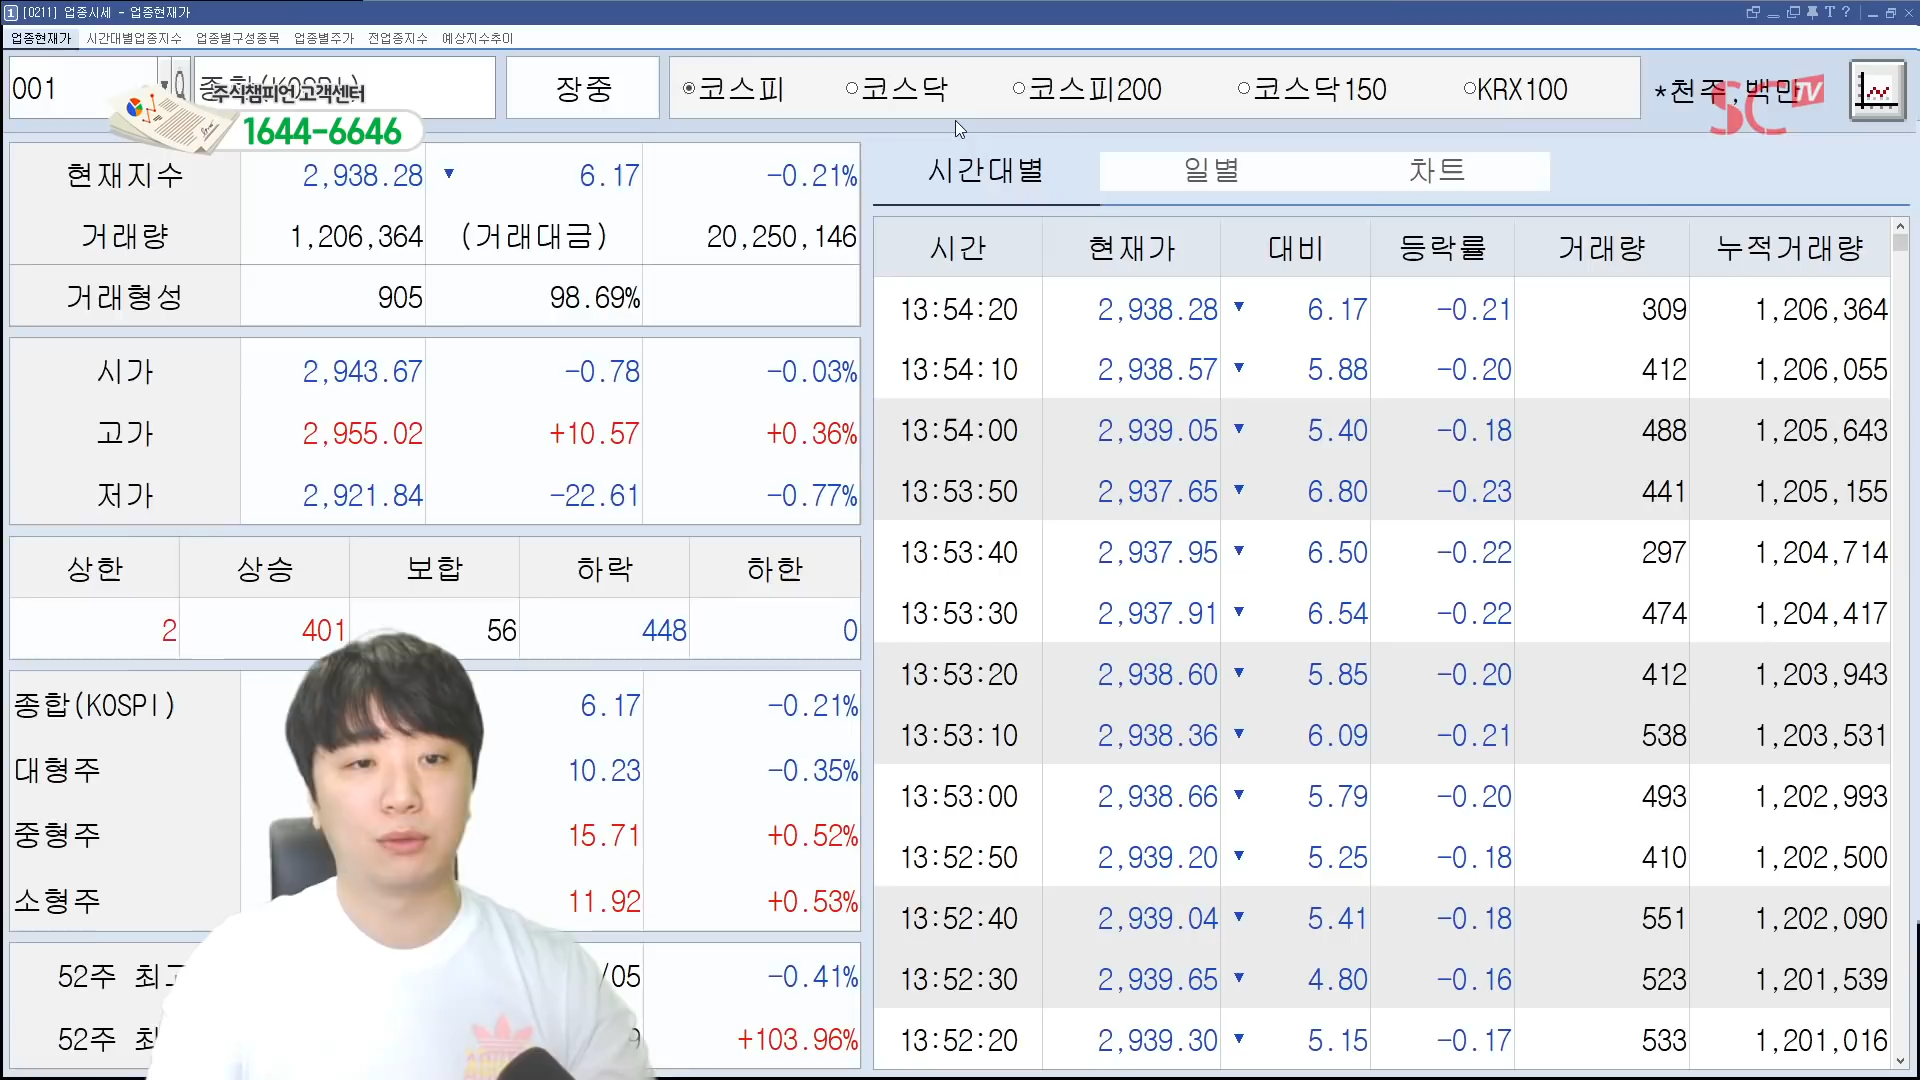 [0211] 업종시세 - 업종현재가
업종현재가 시간대별업종지수 업종별구성종목 업종별주가 전업종지수 예상지수추이
001 장중 코스피 코스닥 코스피200 코스닥150 KRX100 *천주,백만
주식챔피언 고객센터
1644-6646
SC TV
현재지수 2,938.28 ▼ 6.17 -0.21%
거래량 1,206,364 (거래대금) 20,250,146
거래형성 905 98.69%
시가 2,943.67 -0.78 -0.03%
고가 2,955.02 +10.57 +0.36%
저가 2,921.84 -22.61 -0.77%
상한 상승 보합 하락 하한
2 401 56 448 0
종합(KOSPI) 6.17 -0.21%
대형주 10.23 -0.35%
중형주 15.71 +0.52%
소형주 11.92 +0.53%
52주 /05 -0.41%
52주 +103.96%
시간대별 일별 차트
시간 현재가 대비 등락률 거래량 누적거래량
13:54:20 2,938.28 ▼ 6.17 -0.21 309 1,206,364
13:54:10 2,938.57 ▼ 5.88 -0.20 412 1,206,055
13:54:00 2,939.05 ▼ 5.40 -0.18 488 1,205,643
13:53:50 2,937.65 ▼ 6.80 -0.23 441 1,205,155
13:53:40 2,937.95 ▼ 6.50 -0.22 297 1,204,714
13:53:30 2,937.91 ▼ 6.54 -0.22 474 1,204,417
13:53:20 2,938.60 ▼ 5.85 -0.20 412 1,203,943
13:53:10 2,938.36 ▼ 6.09 -0.21 538 1,203,531
13:53:00 2,938.66 ▼ 5.79 -0.20 493 1,202,993
13:52:50 2,939.20 ▼ 5.25 -0.18 410 1,202,500
13:52:40 2,939.04 ▼ 5.41 -0.18 551 1,202,090
13:52:30 2,939.65 ▼ 4.80 -0.16 523 1,201,539
13:52:20 2,939.30 ▼ 5.15 -0.17 533 1,201,016